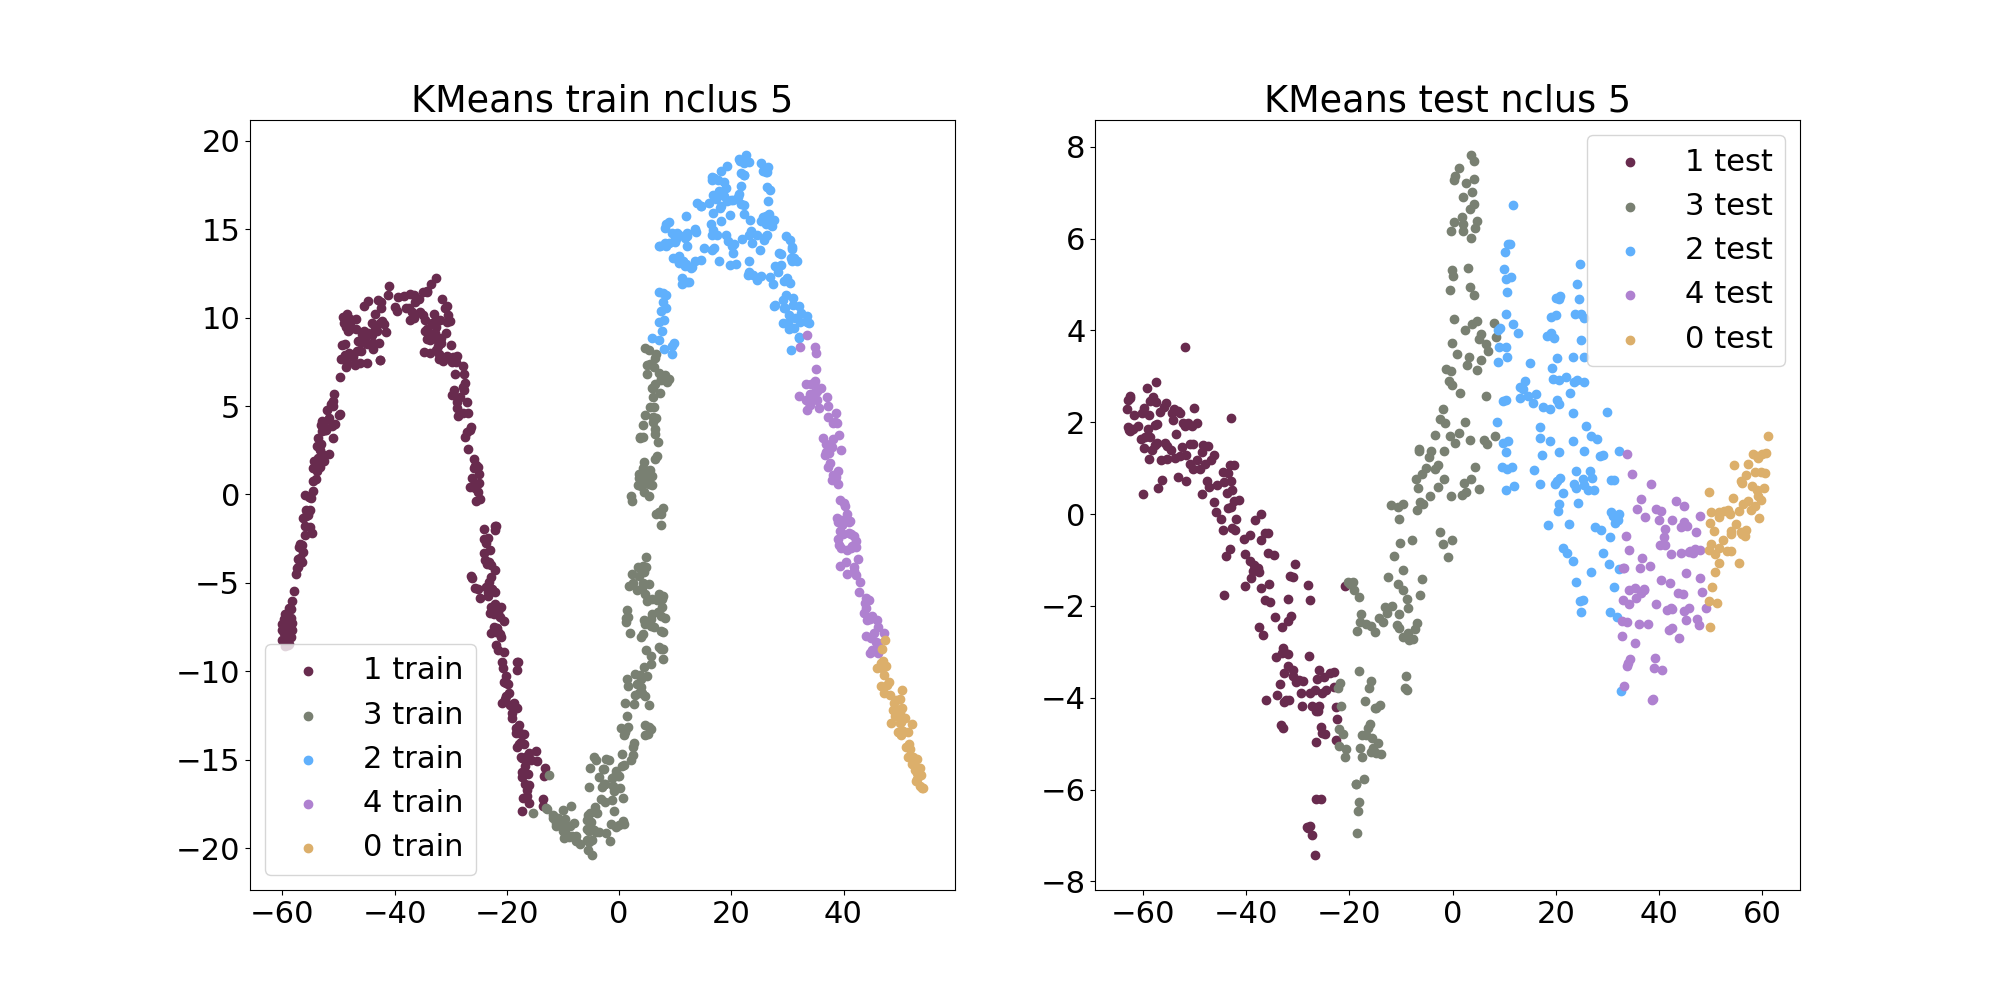 KMeans train nclus 5
20
15
10
5
0
−5
−10
−15
−20
−60 −40 −20 0 20 40
1 train
3 train
2 train
4 train
0 train
KMeans test nclus 5
8
6
4
2
0
−2
−4
−6
−8
−60 −40 −20 0 20 40 60
1 test
3 test
2 test
4 test
0 test